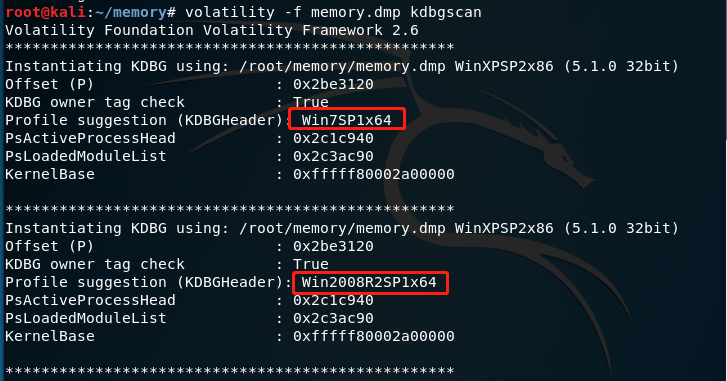 root@kali:~/memory# volatility -f memory.dmp kdbgscan
Volatility Foundation Volatility Framework 2.6
**************************************************
Instantiating KDBG using: /root/memory/memory.dmp WinXPSP2x86 (5.1.0 32bit)
Offset (P)                    : 0x2be3120
KDBG owner tag check          : True
Profile suggestion (KDBGHeader): Win7SP1x64
PsActiveProcessHead           : 0x2c1c940
PsLoadedModuleList            : 0x2c3ac90
KernelBase                    : 0xfffff80002a00000
**************************************************
Instantiating KDBG using: /root/memory/memory.dmp WinXPSP2x86 (5.1.0 32bit)
Offset (P)                    : 0x2be3120
KDBG owner tag check          : True
Profile suggestion (KDBGHeader): Win2008R2SP1x64
PsActiveProcessHead           : 0x2c1c940
PsLoadedModuleList            : 0x2c3ac90
KernelBase                    : 0xfffff80002a00000
**************************************************